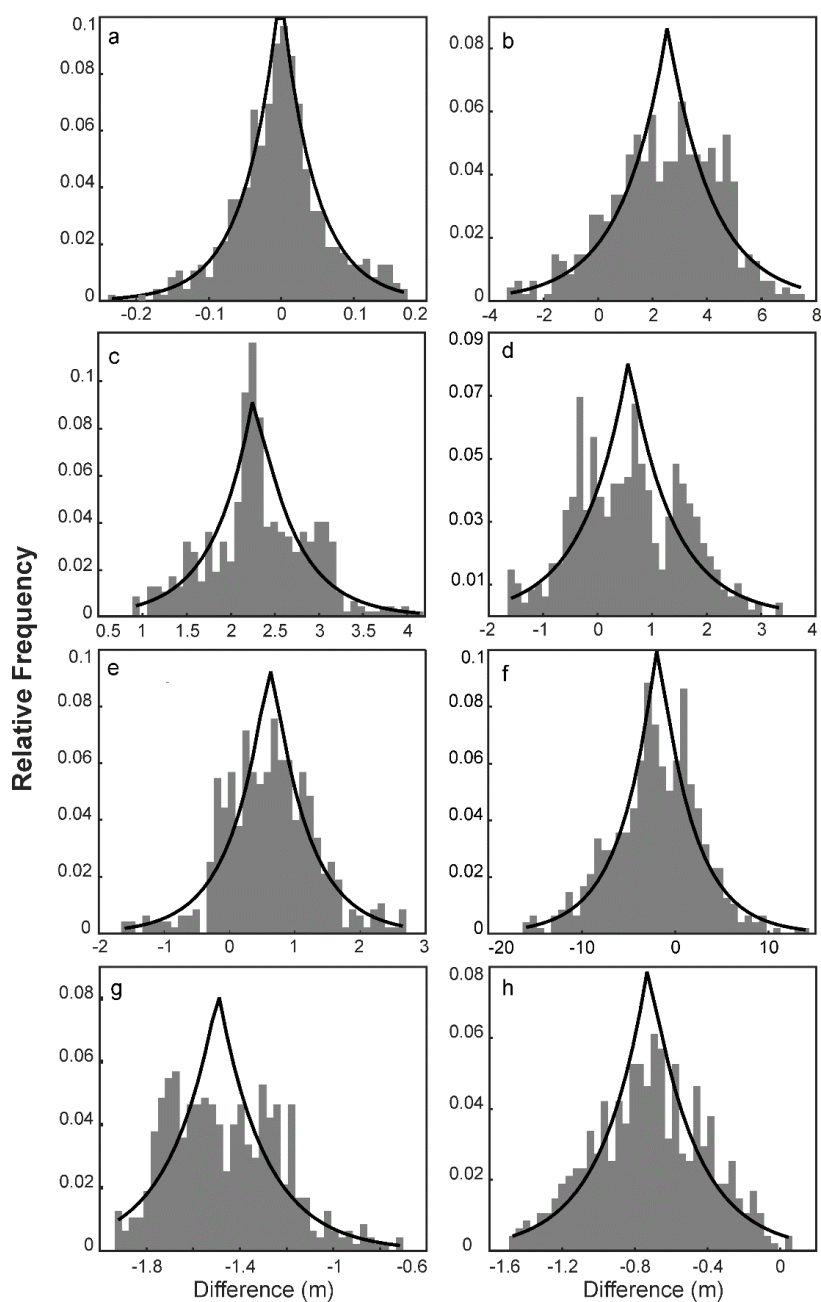 Relative Frequency
a
0.1
0.08
0.06
0.04
0.02
0
-0.2 -0.1 0 0.1 0.2
b
0.08
0.06
0.04
0.02
0
-4 -2 0 2 4 6 8
c
0.1
0.08
0.06
0.04
0.02
0
0.5 1 1.5 2 2.5 3 3.5 4
d
0.09
0.07
0.05
0.03
0.01
-2 -1 0 1 2 3 4
e
0.1
0.08
0.06
0.04
0.02
0
-2 -1 0 1 2 3
f
0.1
0.08
0.06
0.04
0.02
0
-20 -10 0 10
g
0.08
0.06
0.04
0.02
0
-1.8 -1.4 -1 -0.6
Difference (m)
h
0.08
0.06
0.04
0.02
0
-1.6 -1.2 -0.8 -0.4 0
Difference (m)